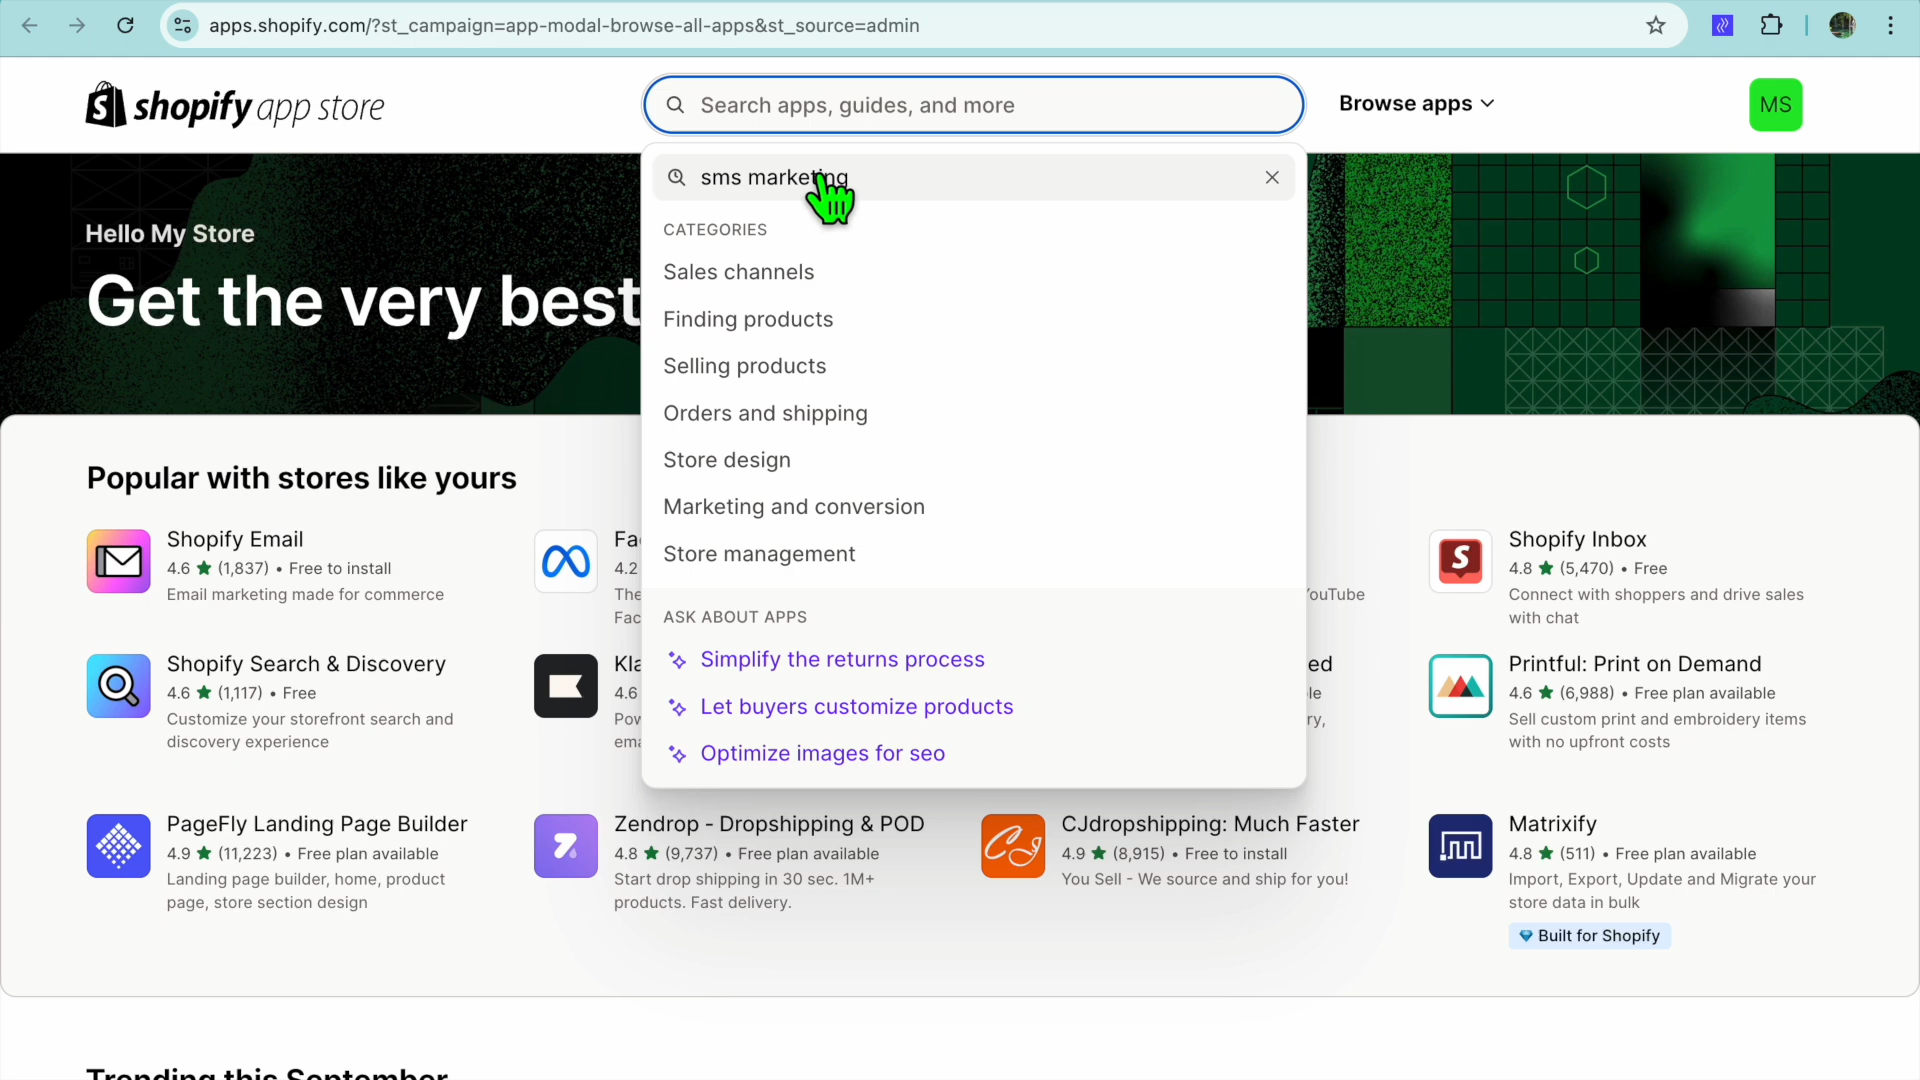 apps.shopify.com/?st_campaign=app-modal-browse-all-apps&st_source=admin
shopify app store
Search apps, guides, and more
Browse apps
MS
sms marketing
CATEGORIES
Sales channels
Finding products
Selling products
Orders and shipping
Store design
Marketing and conversion
Store management
ASK ABOUT APPS
Simplify the returns process
Let buyers customize products
Optimize images for seo
Hello My Store
Get the very best
Popular with stores like yours
Shopify Email
4.6 ★ (1,837) • Free to install
Email marketing made for commerce
4.2
YouTube
Shopify Inbox
4.8 ★ (5,470) • Free
Connect with shoppers and drive sales
with chat
Shopify Search & Discovery
4.6 ★ (1,117) • Free
Customize your storefront search and
discovery experience
4.6
Printful: Print on Demand
4.6 ★ (6,988) • Free plan available
Sell custom print and embroidery items
with no upfront costs
PageFly Landing Page Builder
4.9 ★ (11,223) • Free plan available
Landing page builder, home, product
page, store section design
Zendrop - Dropshipping & POD
4.8 ★ (9,737) • Free plan available
Start drop shipping in 30 sec. 1M+
products. Fast delivery.
CJdropshipping: Much Faster
4.9 ★ (8,915) • Free to install
You Sell - We source and ship for you!
Matrixify
4.8 ★ (511) • Free plan available
Import, Export, Update and Migrate your
store data in bulk
Built for Shopify
Trending this September